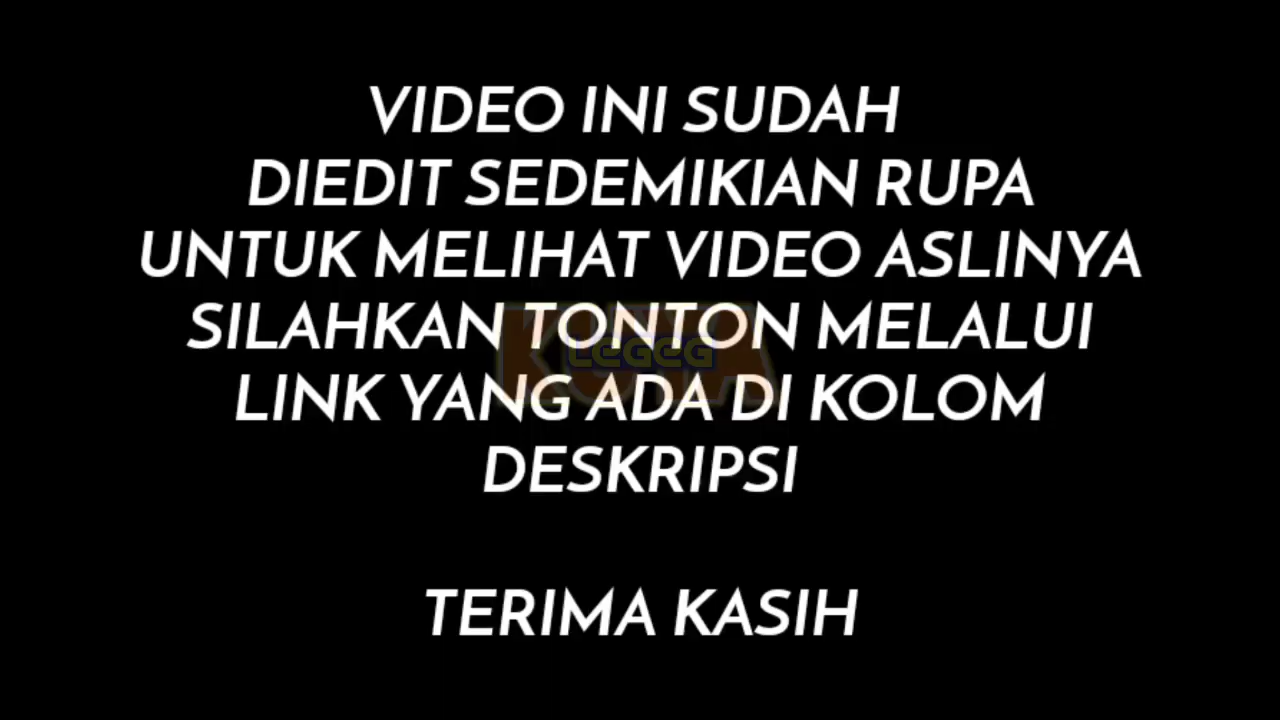 VIDEO INI SUDAH
DIEDIT SEDEMIKIAN RUPA
UNTUK MELIHAT VIDEO ASLINYA
SILAHKAN TONTON MELALUI
LEGEG
LINK YANG ADA DI KOLOM
DESKRIPSI
TERIMA KASIH